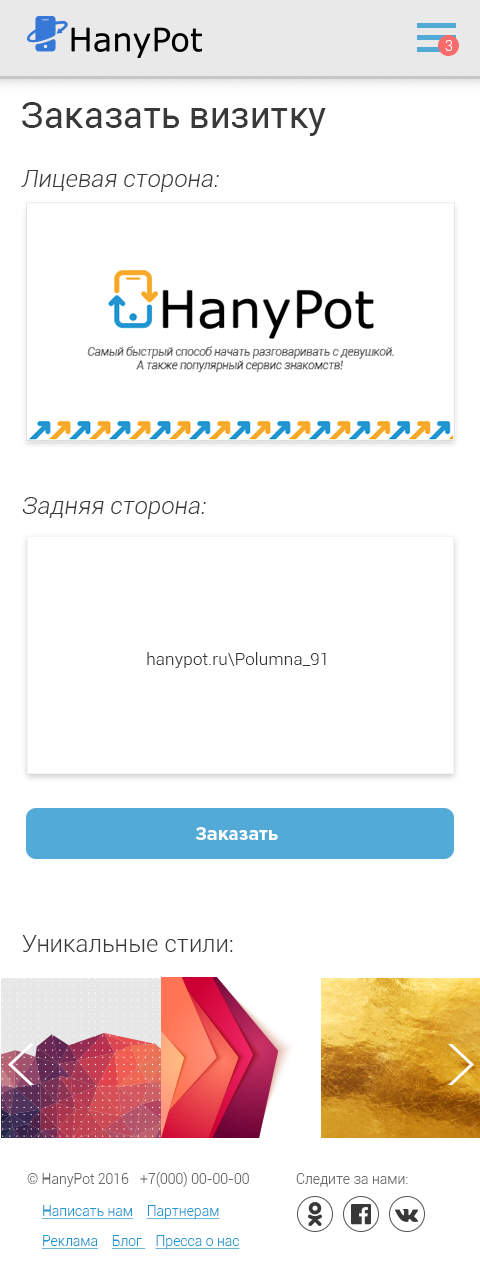 HanyPot
3
Заказать визитку
Лицевая сторона:
HanyPot
Самый быстрый способ начать разговаривать с девушкой.
А также популярный сервис знакомств!
Задняя сторона:
hanypot.ru\Polumna_91
Заказать
Уникальные стили:
© HanyPot 2016 +7(000) 00-00-00
Следите за нами:
Написать нам Партнерам
Реклама Блог Пресса о нас